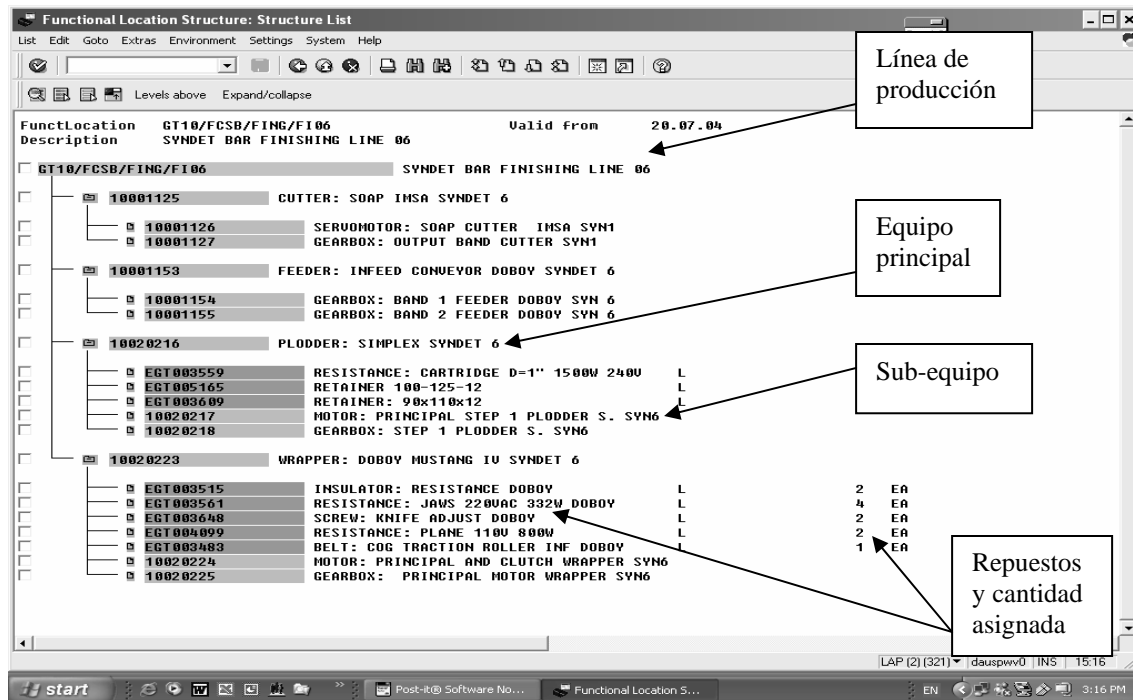 Functional Location Structure: Structure List
List Edit Goto Extras Environment Settings System Help
Levels above Expand/collapse
FunctLocation GT10/FCSB/FING/FI06 Valid from 20.07.04
Description SYNDET BAR FINISHING LINE 06
GT10/FCSB/FING/FI06 SYNDET BAR FINISHING LINE 06
10001125 CUTTER: SOAP IMSA SYNDET 6
10001126 SERVOMOTOR: SOAP CUTTER IMSA SYN1
10001127 GEARBOX: OUTPUT BAND CUTTER SYN1
10001153 FEEDER: INFEED CONVEYOR DOBOY SYNDET 6
10001154 GEARBOX: BAND 1 FEEDER DOBOY SYN 6
10001155 GEARBOX: BAND 2 FEEDER DOBOY SYN 6
10020216 PLODDER: SIMPLEX SYNDET 6
EGT003559 RESISTANCE: CARTRIDGE D=1" 1500W 240V L
EGT005165 RETAINER 100-125-12 L
EGT003609 RETAINER: 90x110x12 L
10020217 MOTOR: PRINCIPAL STEP 1 PLODDER S. SYN6
10020218 GEARBOX: STEP 1 PLODDER S. SYN6
10020223 WRAPPER: DOBOY MUSTANG IV SYNDET 6
EGT003515 INSULATOR: RESISTANCE DOBOY L 2 EA
EGT003561 RESISTANCE: JAWS 220VAC 332W DOBOY L 4 EA
EGT003648 SCREW: KNIFE ADJUST DOBOY L 2 EA
EGT004099 RESISTANCE: PLANE 110V 800W L 2 EA
EGT003483 BELT: COG TRACTION ROLLER INF DOBOY L 1 EA
10020224 MOTOR: PRINCIPAL AND CLUTCH WRAPPER SYN6
10020225 GEARBOX: PRINCIPAL MOTOR WRAPPER SYN6
Línea de
producción
Equipo
principal
Sub-equipo
Repuestos
y cantidad
asignada
LAP (2) (321) dauspwv0 INS 15:16
start Post-it® Software No... Functional Location S... EN 3:16 PM